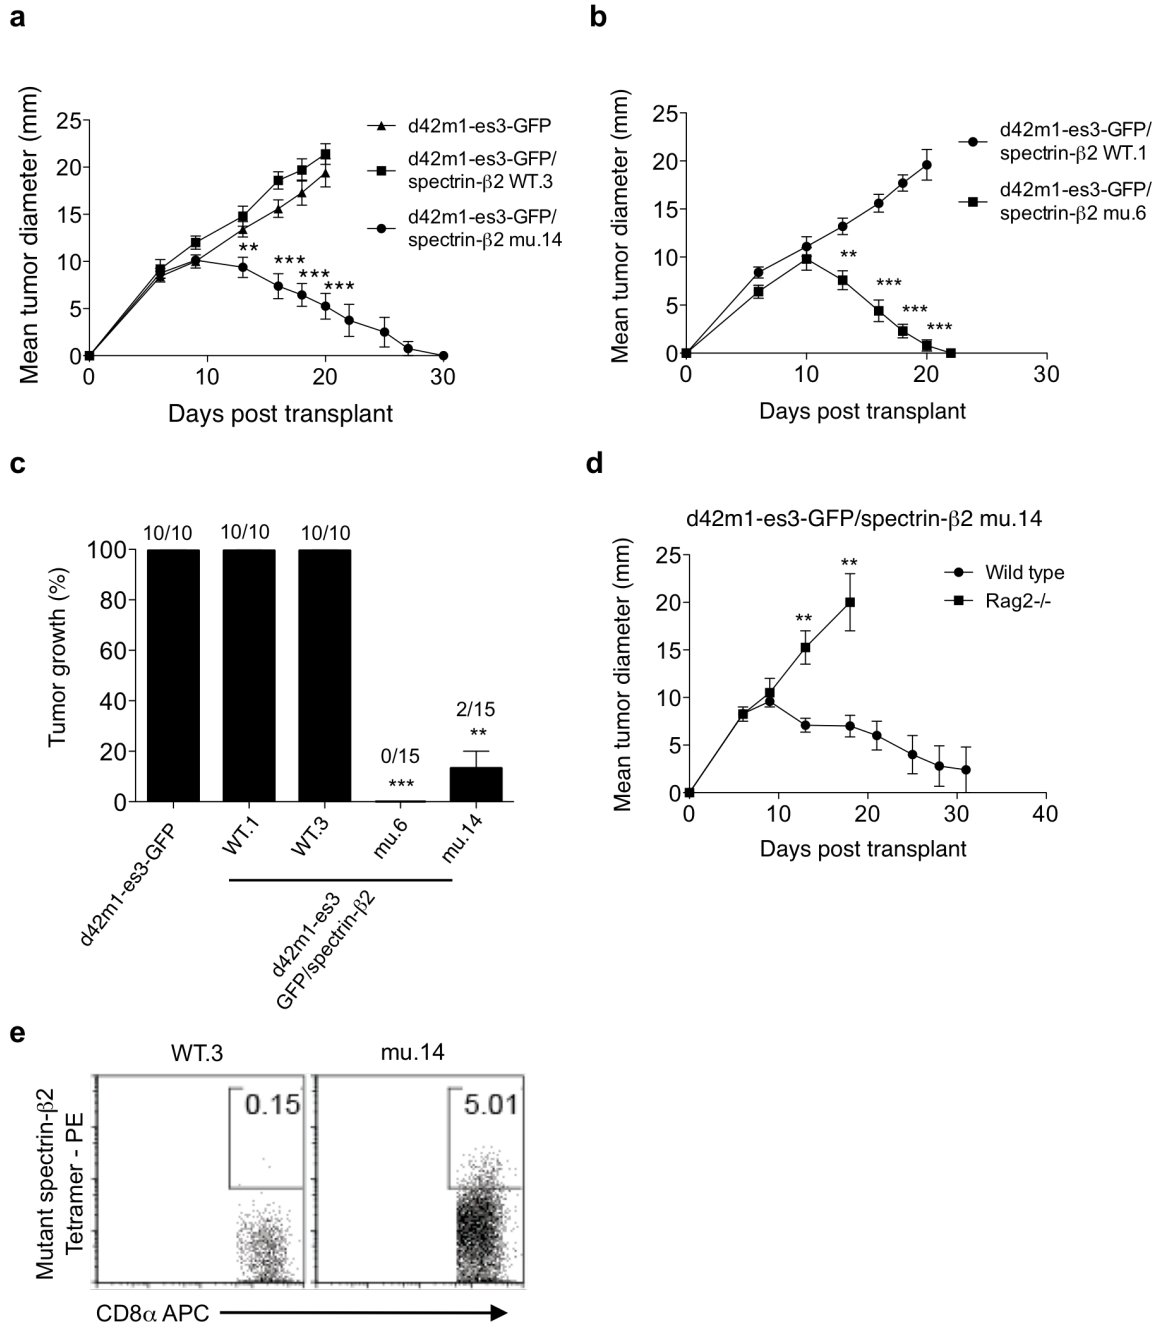 a
Mean tumor diameter (mm)
25
20
15
10
5
0
0
10
20
30
Days post transplant
d42m1-es3-GFP
d42m1-es3-GFP/
spectrin-β2 WT.3
d42m1-es3-GFP/
spectrin-β2 mu.14
**
***
***
***
b
Mean tumor diameter (mm)
25
20
15
10
5
0
0
10
20
30
Days post transplant
d42m1-es3-GFP/
spectrin-β2 WT.1
d42m1-es3-GFP/
spectrin-β2 mu.6
**
***
***
***
c
Tumor growth (%)
100
80
60
40
20
0
10/10
10/10
10/10
0/15
***
2/15
**
d42m1-es3-GFP
WT.1
WT.3
mu.6
mu.14
d42m1-es3
GFP/spectrin-β2
d
d42m1-es3-GFP/spectrin-β2 mu.14
Mean tumor diameter (mm)
25
20
15
10
5
0
0
10
20
30
40
Days post transplant
Wild type
Rag2-/-
**
**
e
WT.3
mu.14
0.15
5.01
Mutant spectrin-β2
Tetramer - PE
CD8α APC